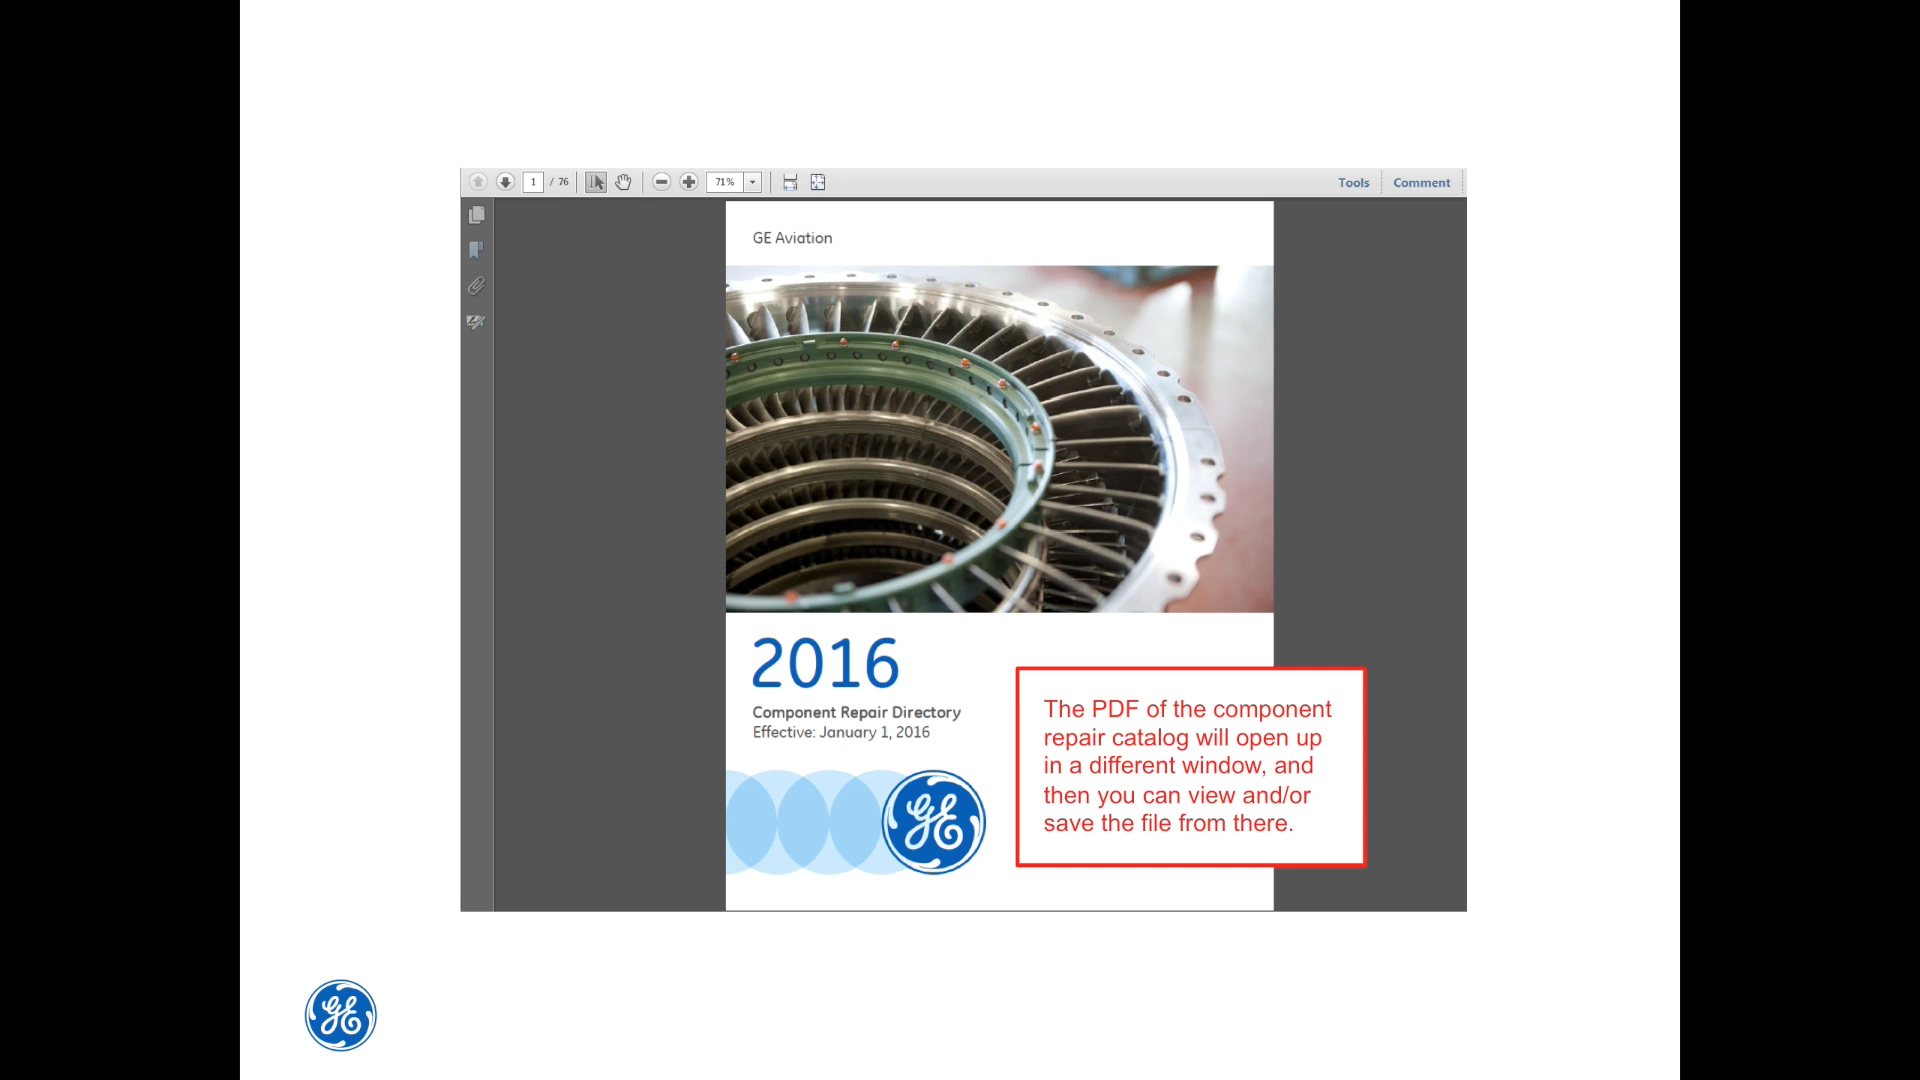 1 / 76 71% Tools Comment
GE Aviation
2016
Component Repair Directory
Effective: January 1, 2016
GE
The PDF of the component
repair catalog will open up
in a different window, and
then you can view and/or
save the file from there.
GE